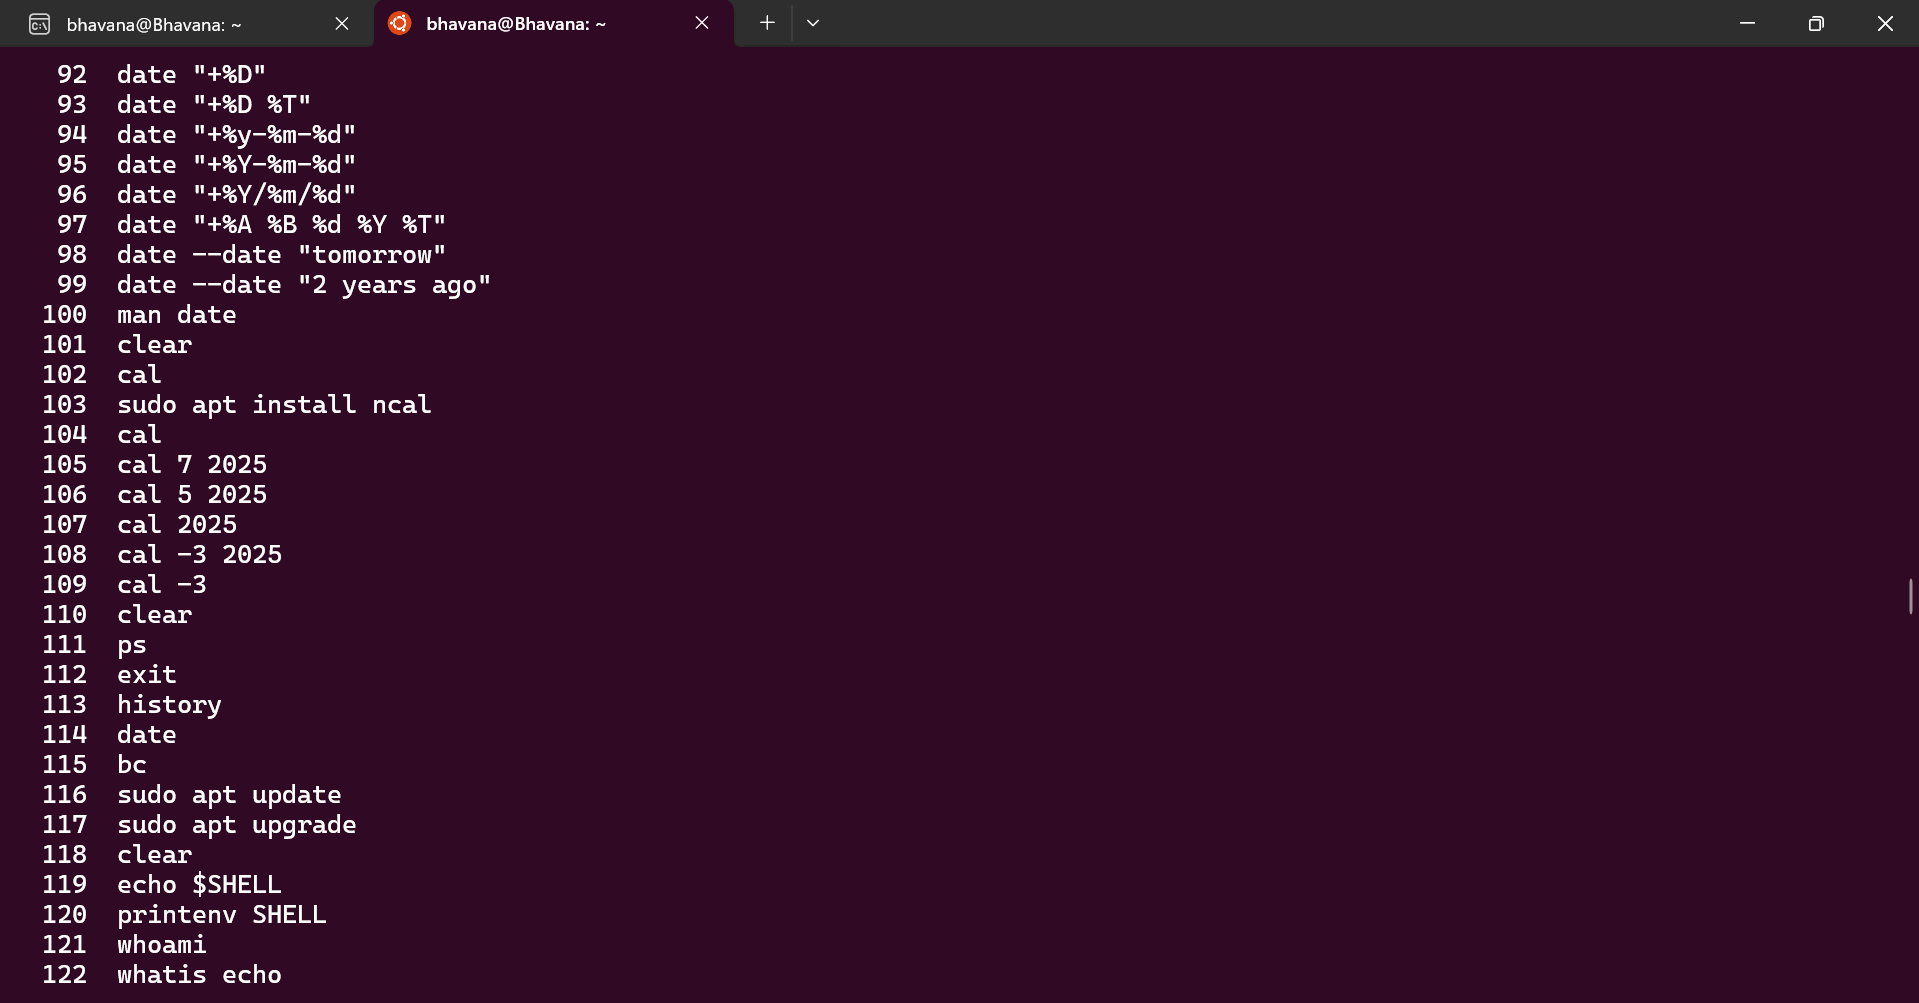 bhavana@Bhavana: ~
bhavana@Bhavana: ~
92 date "+%D"
93 date "+%D %T"
94 date "+%y-%m-%d"
95 date "+%Y-%m-%d"
96 date "+%Y/%m/%d"
97 date "+%A %B %d %Y %T"
98 date --date "tomorrow"
99 date --date "2 years ago"
100 man date
101 clear
102 cal
103 sudo apt install ncal
104 cal
105 cal 7 2025
106 cal 5 2025
107 cal 2025
108 cal -3 2025
109 cal -3
110 clear
111 ps
112 exit
113 history
114 date
115 bc
116 sudo apt update
117 sudo apt upgrade
118 clear
119 echo $SHELL
120 printenv SHELL
121 whoami
122 whatis echo